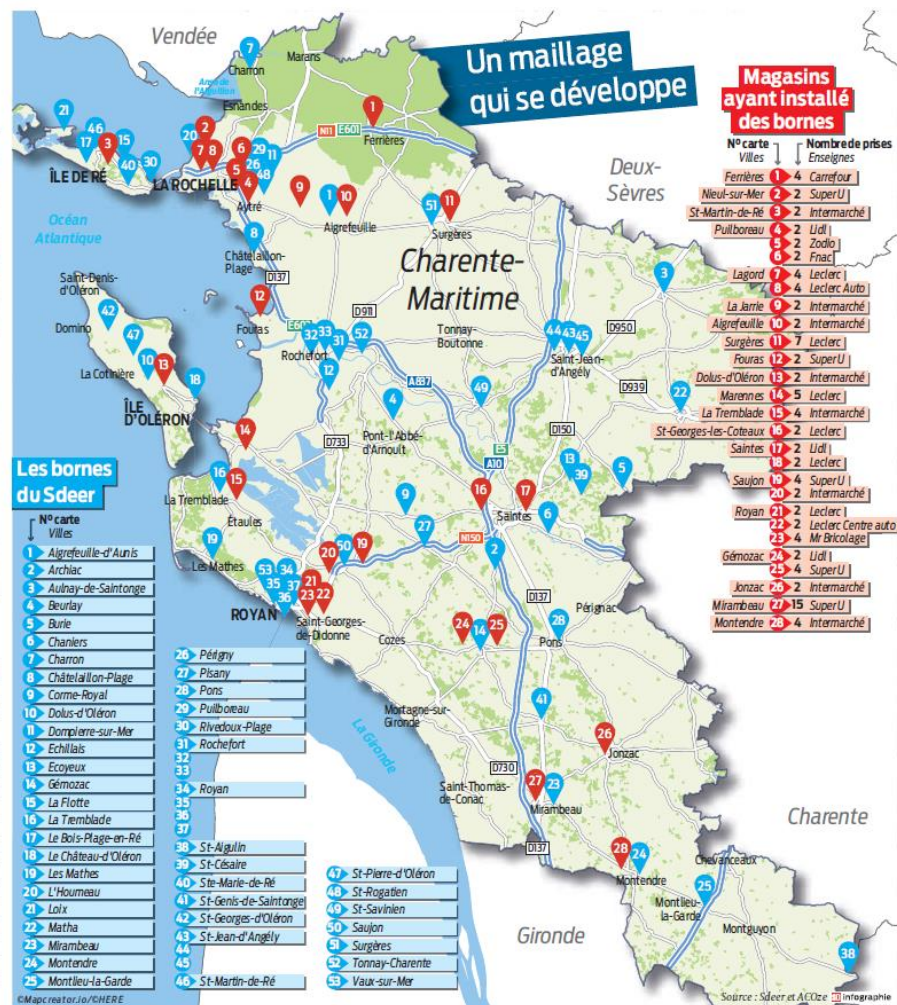 Un maillage
qui se développe
Vendée
Deux-
Sèvres
Océan
Atlantique
Charente-
Maritime
Charente
Gironde
La Gironde
Anse de
l'Aiguillon
ÎLE DE RÉ
LA ROCHELLE
ÎLE
D'OLÉRON
ROYAN
Marans
Charron
Esnandes
Ferrières
Aytré
Aigrefeuille
Surgères
Châtelaillon-
Plage
Saint-Denis-
d'Oléron
Domino
La Cotinière
Fouras
Rochefort
Tonnay-
Boutonne
Saint-Jean-
d'Angély
Pont-l'Abbé-
d'Arnoult
La Tremblade
Étaules
Les Mathes
Saintes
Saint-Georges-
de-Didonne
Cozes
Pérignac
Pons
Mortagne-sur-
Gironde
Jonzac
Saint-Thomas-
de-Conac
Mirambeau
Montendre
Chevanceaux
Montlieu-
la-Garde
Montguyon
N11 E601
D137
D911
E602
D950
D939
A837
D150
D733
E5
A10
N150
D137
D730
D137
Magasins
ayant installé
des bornes
N° carte
Villes
Nombre de prises
Enseignes
Ferrières 1 4 Carrefour
Nieul-sur-Mer 2 2 Super U
St-Martin-de-Ré 3 2 Intermarché
Puilboreau 4 2 Lidl
5 2 Zodio
6 2 Fnac
Lagord 7 4 Leclerc
8 4 Leclerc Auto
La Jarrie 9 2 Intermarché
Aigrefeuille 10 2 Intermarché
Surgères 11 7 Leclerc
Fouras 12 2 Super U
Dolus-d'Oléron 13 2 Intermarché
Marennes 14 5 Leclerc
La Tremblade 15 4 Intermarché
St-Georges-les-Coteaux 16 2 Leclerc
Saintes 17 2 Lidl
18 2 Leclerc
Saujon 19 4 Super U
20 2 Intermarché
Royan 21 2 Leclerc
22 2 Leclerc Centre auto
23 4 Mr Bricolage
Gémozac 24 2 Lidl
25 4 Super U
Jonzac 26 2 Intermarché
Mirambeau 27 15 Super U
Montendre 28 4 Intermarché
Les bornes
du Sdeer
N° carte
Villes
1 Aigrefeuille-d'Aunis
2 Archiac
3 Aulnay-de-Saintonge
4 Beurlay
5 Burie
6 Chaniers
7 Charron
8 Châtelaillon-Plage
9 Corme-Royal
10 Dolus-d'Oléron
11 Dompierre-sur-Mer
12 Echillais
13 Ecoyeux
14 Gémozac
15 La Flotte
16 La Tremblade
17 Le Bois-Plage-en-Ré
18 Le Château-d'Oléron
19 Les Mathes
20 L'Houmeau
21 Loix
22 Matha
23 Mirambeau
24 Montendre
25 Montlieu-la-Garde
26 Périgny
27 Pisany
28 Pons
29 Puilboreau
30 Rivedoux-Plage
31 Rochefort
32
33
34 Royan
35
36
37
38 St-Aigulin
39 St-Césaire
40 Ste-Marie-de-Ré
41 St-Genis-de-Saintonge
42 St-Georges-d'Oléron
43 St-Jean-d'Angély
44
45
46 St-Martin-de-Ré
47 St-Pierre-d'Oléron
48 St-Rogatien
49 St-Savinien
50 Saujon
51 Surgères
52 Tonnay-Charente
53 Vaux-sur-Mer
©Mapcreator.io/©HERE
Source : Sdeer et ACOze infographie